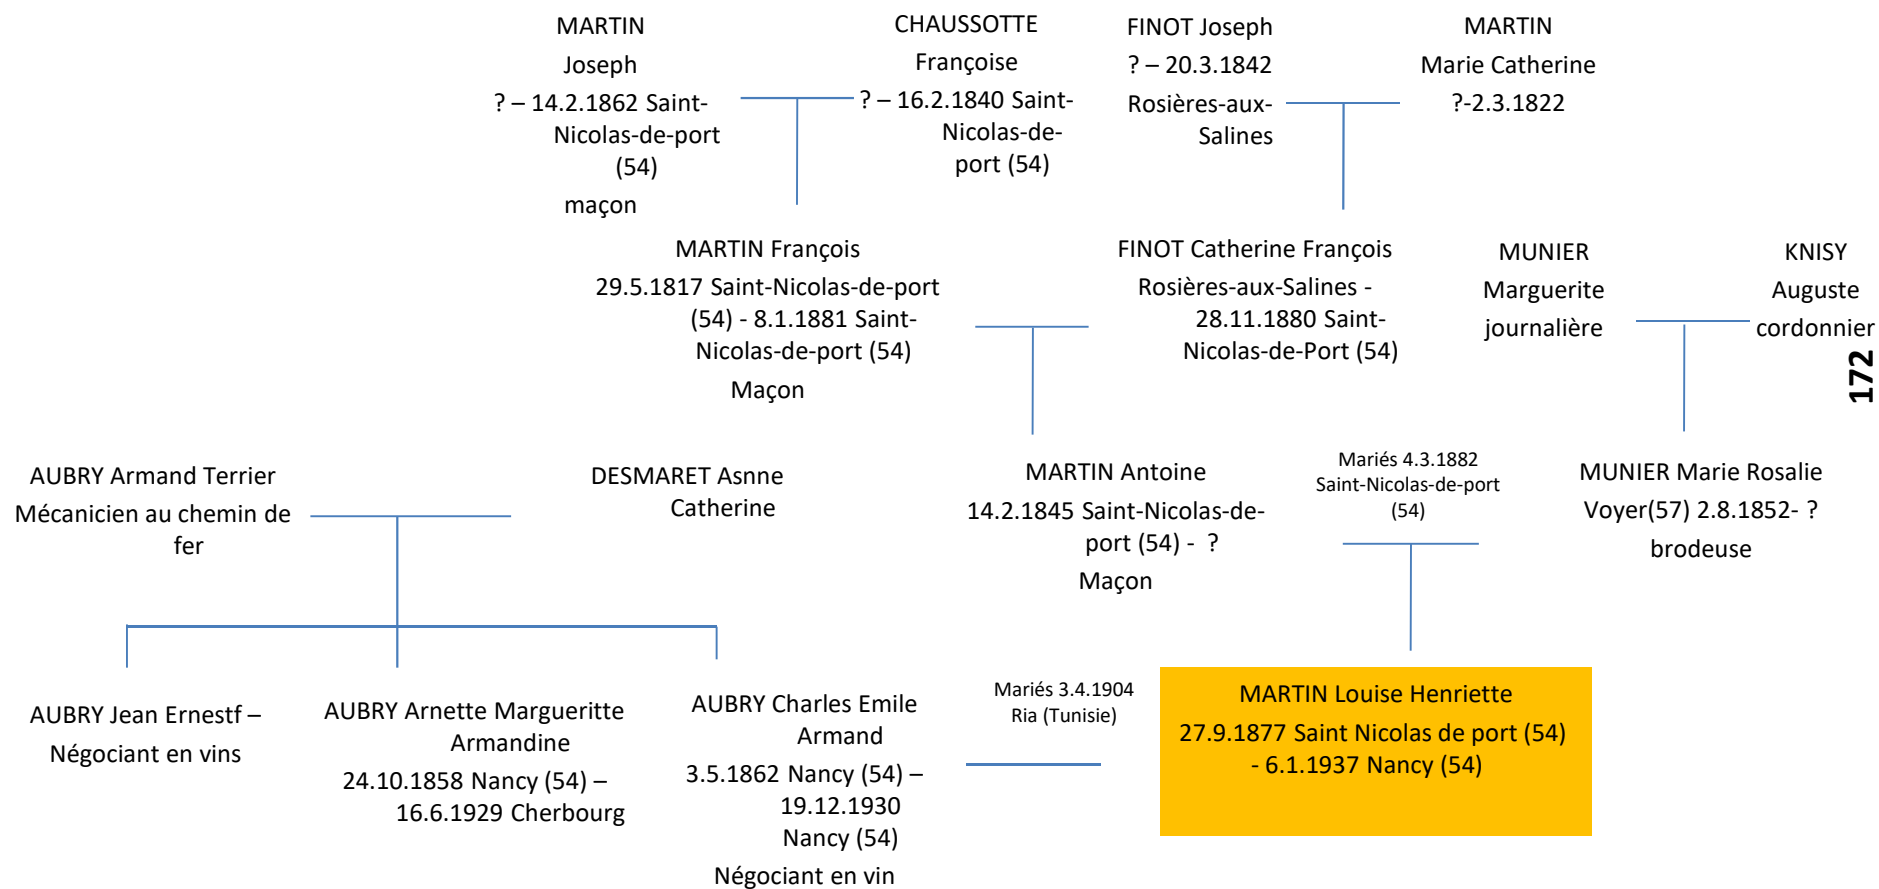 MARTIN
Joseph
? – 14.2.1862 Saint-
Nicolas-de-port
(54)
maçon
CHAUSSOTTE
Françoise
? – 16.2.1840 Saint-
Nicolas-de-
port (54)
FINOT Joseph
? – 20.3.1842
Rosières-aux-
Salines
MARTIN
Marie Catherine
?-2.3.1822
MARTIN François
29.5.1817 Saint-Nicolas-de-port
(54) - 8.1.1881 Saint-
Nicolas-de-port (54)
Maçon
FINOT Catherine François
Rosières-aux-Salines -
28.11.1880 Saint-
Nicolas-de-Port (54)
MUNIER
Marguerite
journalière
KNISY
Auguste
cordonnier
172
AUBRY Armand Terrier
Mécanicien au chemin de
fer
DESMARET Asnne
Catherine
MARTIN Antoine
14.2.1845 Saint-Nicolas-de-
port (54) - ?
Maçon
Mariés 4.3.1882
Saint-Nicolas-de-port
(54)
MUNIER Marie Rosalie
Voyer(57) 2.8.1852- ?
brodeuse
AUBRY Jean Ernestf –
Négociant en vins
AUBRY Arnette Margueritte
Armandine
24.10.1858 Nancy (54) –
16.6.1929 Cherbourg
AUBRY Charles Emile
Armand
3.5.1862 Nancy (54) –
19.12.1930
Nancy (54)
Négociant en vin
Mariés 3.4.1904
Ria (Tunisie)
MARTIN Louise Henriette
27.9.1877 Saint Nicolas de port (54)
- 6.1.1937 Nancy (54)